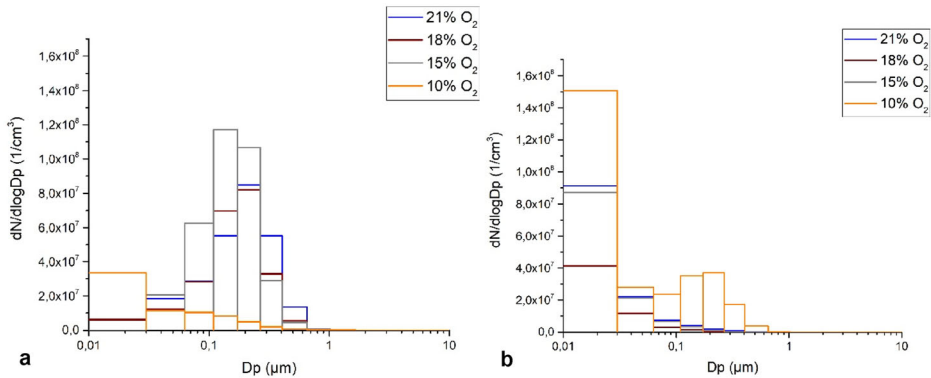 21% O2
18% O2
15% O2
10% O2
1,6x10^8
1,4x10^8
1,2x10^8
1,0x10^8
8,0x10^7
6,0x10^7
4,0x10^7
2,0x10^7
0,0
dN/dlogDp (1/cm3)
0,01
0,1
1
10
Dp (µm)
a
21% O2
18% O2
15% O2
10% O2
1,6x10^8
1,4x10^8
1,2x10^8
1,0x10^8
8,0x10^7
6,0x10^7
4,0x10^7
2,0x10^7
0,0
dN/dlogDp (1/cm3)
0,01
0,1
1
10
Dp (µm)
b